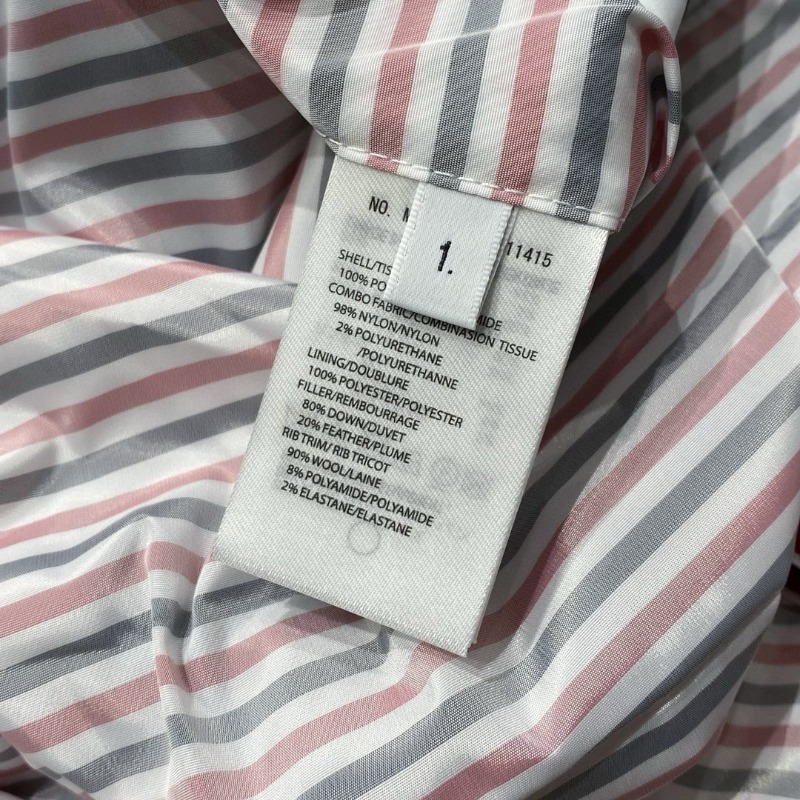 NO. 11415
1.
SHELL/
100%
COMBO FABRIC/COMBINASION TISSUE
98% NYLON/NYLON
2% POLYURETHANE
/POLYURETHANNE
LINING/DOUBLURE
100% POLYESTER/POLYESTER
FILLER/REMBOURRAGE
80% DOWN/DUVET
20% FEATHER/PLUME
RIB TRIM/ RIB TRICOT
90% WOOL/LAINE
8% POLYAMIDE/POLYAMIDE
2% ELASTANE/ELASTANE